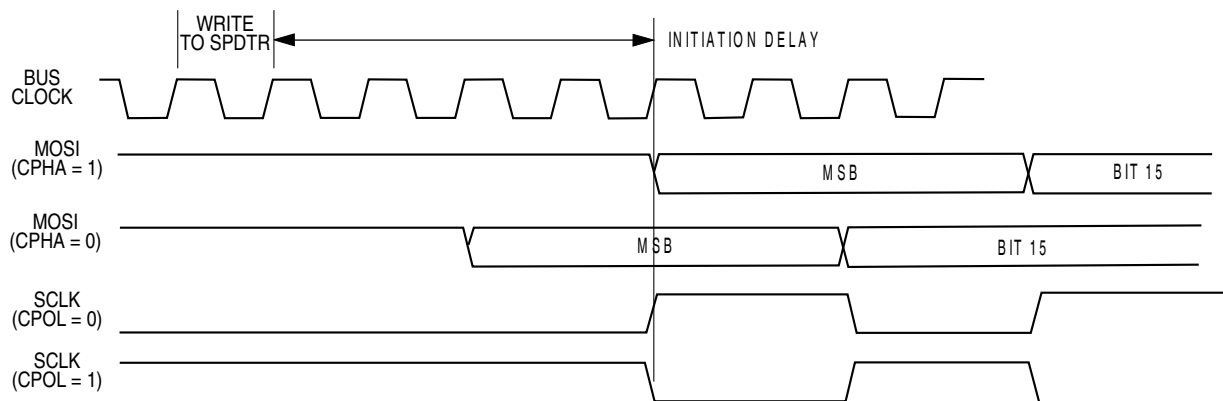 WRITE
TO SPDTR
INITIATION DELAY
BUS
CLOCK
MOSI
(CPHA = 1)
MSB
BIT 15
MOSI
(CPHA = 0)
MSB
BIT 15
SCLK
(CPOL = 0)
SCLK
(CPOL = 1)